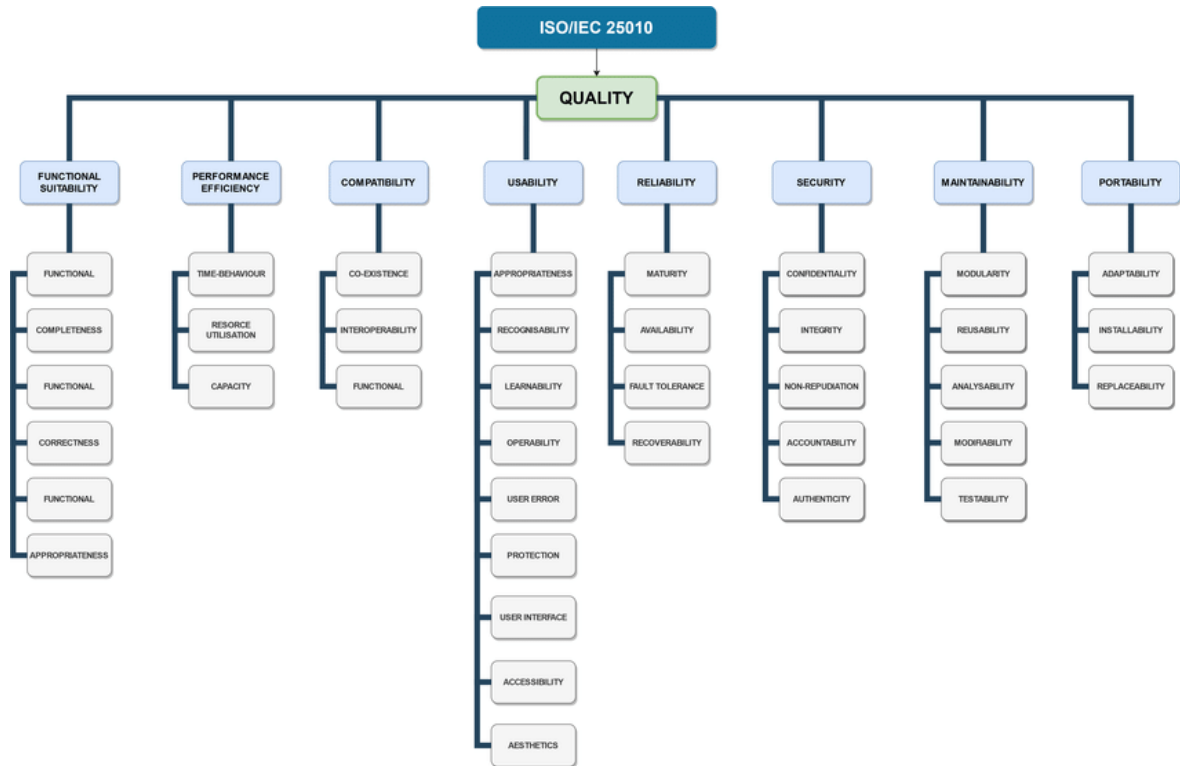 ISO/IEC 25010
QUALITY
FUNCTIONAL
SUITABILITY
PERFORMANCE
EFFICIENCY
COMPATIBILITY
USABILITY
RELIABILITY
SECURITY
MAINTAINABILITY
PORTABILITY
FUNCTIONAL
COMPLETENESS
FUNCTIONAL
CORRECTNESS
FUNCTIONAL
APPROPRIATENESS
TIME-BEHAVIOUR
RESORCE
UTILISATION
CAPACITY
CO-EXISTENCE
INTEROPERABILITY
FUNCTIONAL
APPROPRIATENESS
RECOGNISABILITY
LEARNABILITY
OPERABILITY
USER ERROR
PROTECTION
USER INTERFACE
ACCESSIBILITY
AESTHETICS
MATURITY
AVAILABILITY
FAULT TOLERANCE
RECOVERABILITY
CONFIDENTIALITY
INTEGRITY
NON-REPUDIATION
ACCOUNTABILITY
AUTHENTICITY
MODULARITY
REUSABILITY
ANALYSABILITY
MODIFIABILITY
TESTABILITY
ADAPTABILITY
INSTALLABILITY
REPLACEABILITY